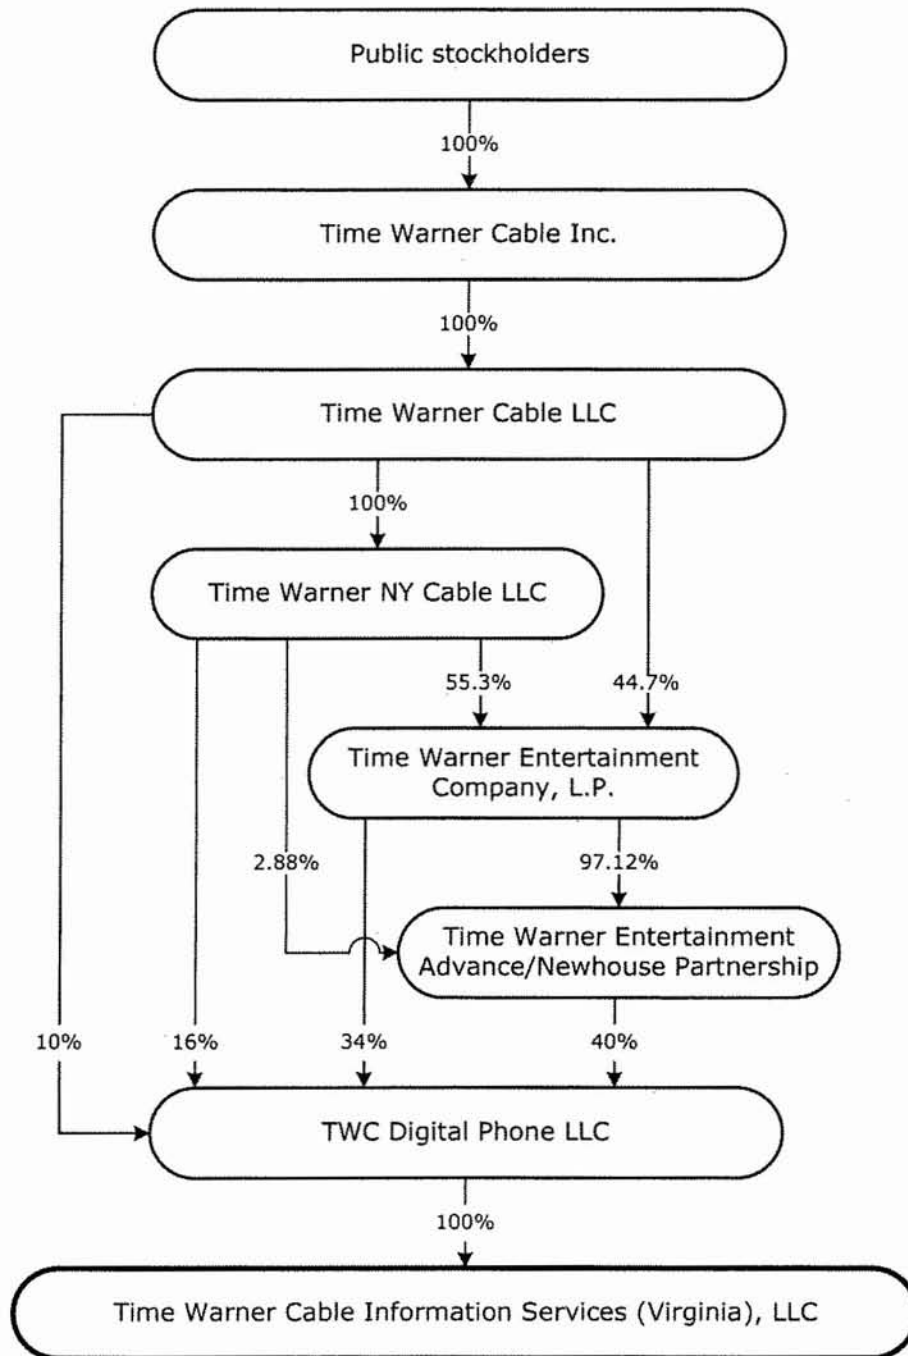 Public stockholders
100%
Time Warner Cable Inc.
100%
Time Warner Cable LLC
100%
Time Warner NY Cable LLC
55.3%
44.7%
Time Warner Entertainment
Company, L.P.
2.88%
97.12%
Time Warner Entertainment
Advance/Newhouse Partnership
10%
16%
34%
40%
TWC Digital Phone LLC
100%
Time Warner Cable Information Services (Virginia), LLC